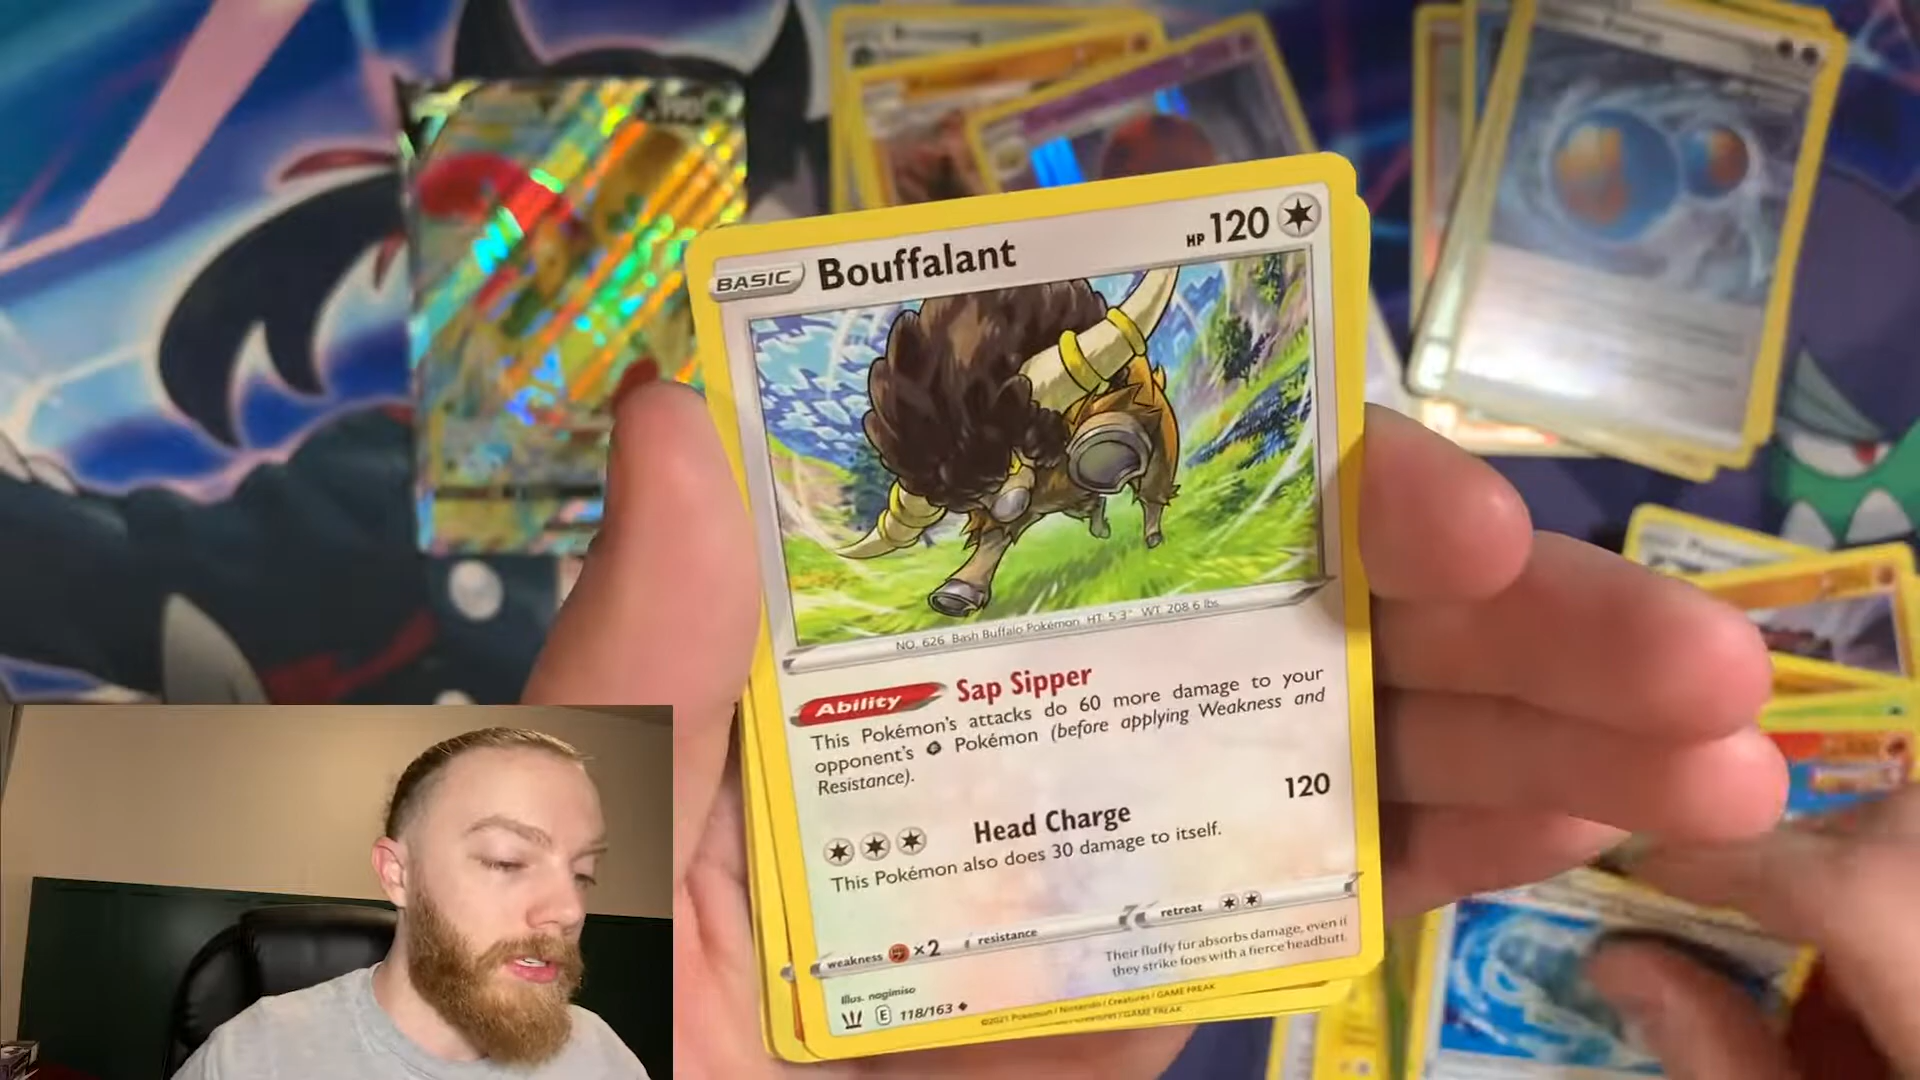 BASIC Bouffalant HP 120
NO. 626 Bash Buffalo Pokémon HT: 5'3" WT: 208.6 lbs
Ability Sap Sipper
This Pokémon's attacks do 60 more damage to your
opponent's Pokémon (before applying Weakness and
Resistance).
Head Charge 120
This Pokémon also does 30 damage to itself.
weakness ×2 resistance retreat
Their fluffy fur absorbs damage, even if
they strike foes with a fierce headbutt.
Illus. nagimiso
E 118/163
©2021 Pokémon / Nintendo / Creatures / GAME FREAK
Creatures / GAME FREAK